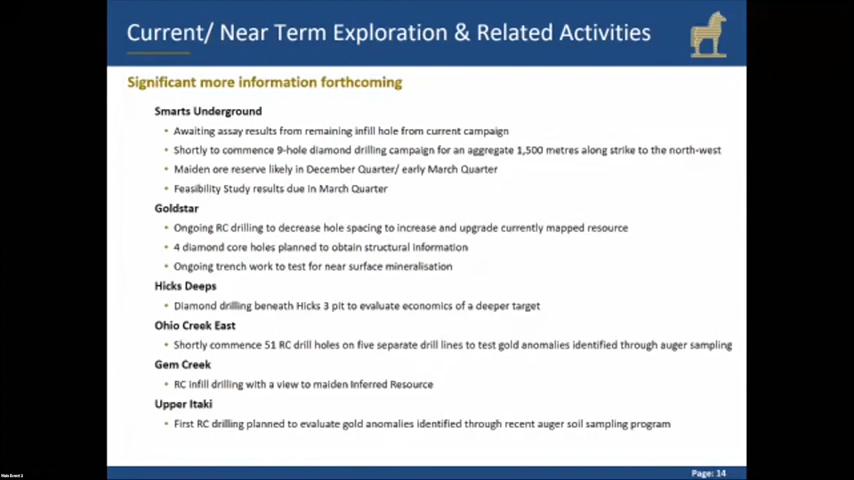 Current/ Near Term Exploration & Related Activities
Significant more information forthcoming
Smarts Underground
• Awaiting assay results from remaining infill hole from current campaign
• Shortly to commence 9-hole diamond drilling campaign for an aggregate 1,500 metres along strike to the north-west
• Maiden ore reserve likely in December Quarter/ early March Quarter
• Feasibility Study results due in March Quarter
Goldstar
• Ongoing RC drilling to decrease hole spacing to increase and upgrade currently mapped resource
• 4 diamond core holes planned to obtain structural information
• Ongoing trench work to test for near surface mineralisation
Hicks Deeps
• Diamond drilling beneath Hicks 3 pit to evaluate economics of a deeper target
Ohio Creek East
• Shortly commence 51 RC drill holes on five separate drill lines to test gold anomalies identified through auger sampling
Gem Creek
• RC infill drilling with a view to maiden Inferred Resource
Upper Itaki
• First RC drilling planned to evaluate gold anomalies identified through recent auger soil sampling program
Page: 14